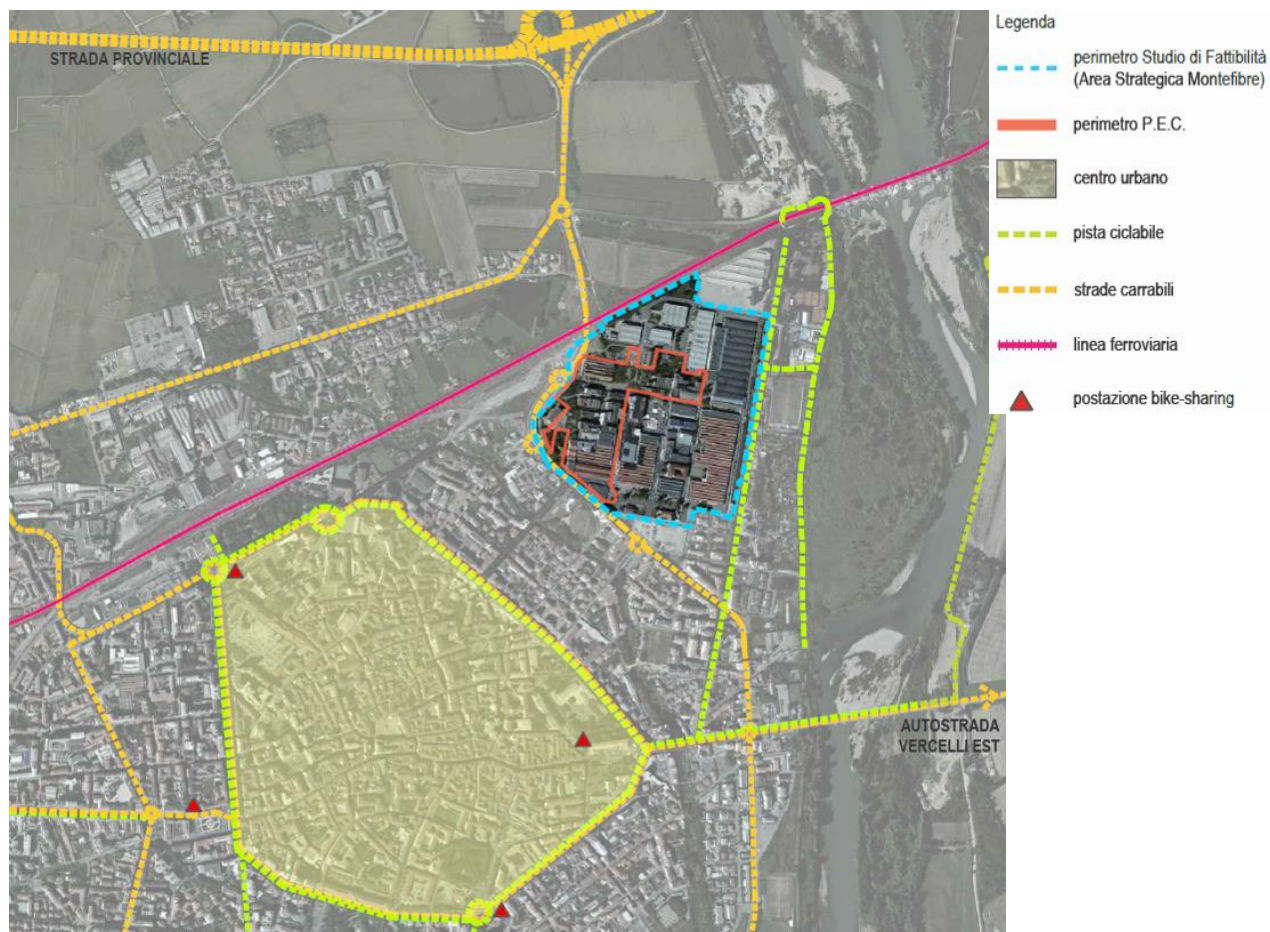 STRADA PROVINCIALE
AUTOSTRADA
VERCELLI EST
Legenda
perimetro Studio di Fattibilità
(Area Strategica Montefibre)
perimetro P.E.C.
centro urbano
pista ciclabile
strade carrabili
linea ferroviaria
postazione bike-sharing